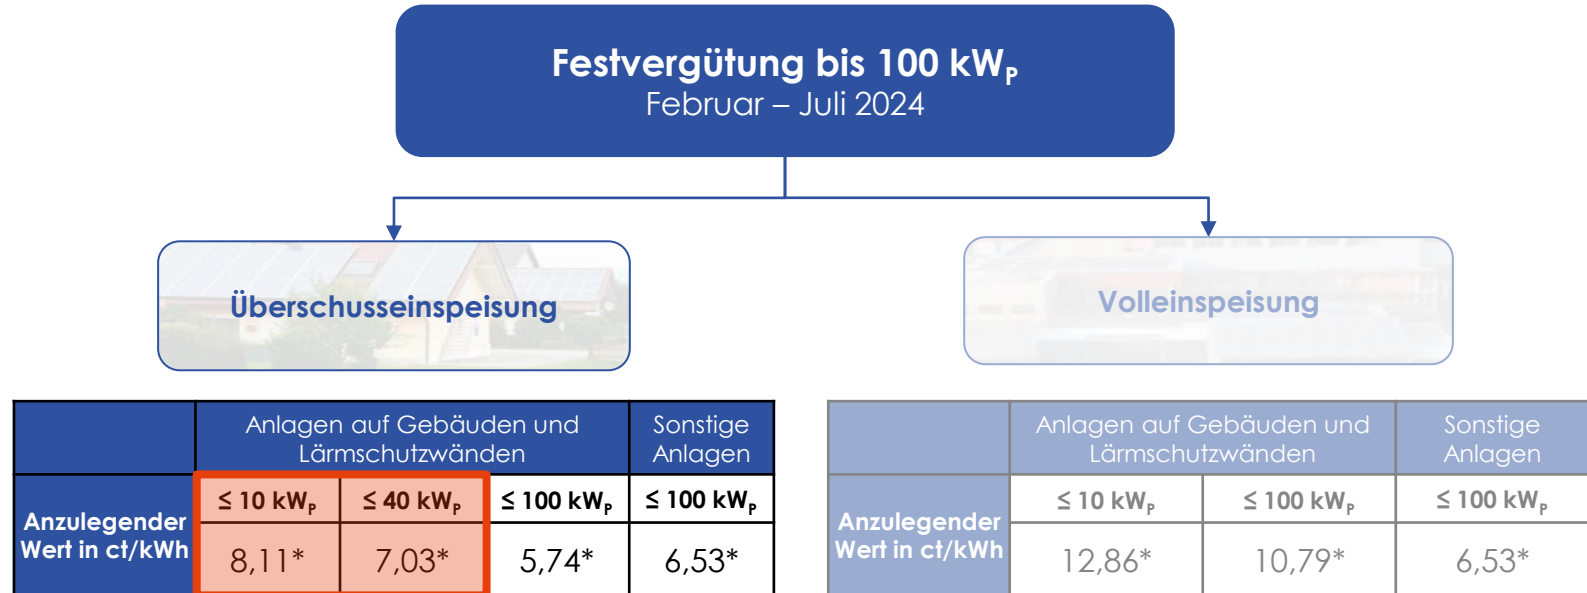 Festvergütung bis 100 kWₚ
Februar – Juli 2024
Überschusseinspeisung
Volleinspeisung
Anlagen auf Gebäuden und Lärmschutzwänden
Sonstige Anlagen
Anzulegender Wert in ct/kWh
≤ 10 kWₚ ≤ 40 kWₚ ≤ 100 kWₚ ≤ 100 kWₚ
8,11* 7,03* 5,74* 6,53*
Anlagen auf Gebäuden und Lärmschutzwänden
Sonstige Anlagen
Anzulegender Wert in ct/kWh
≤ 10 kWₚ ≤ 100 kWₚ ≤ 100 kWₚ
12,86* 10,79* 6,53*